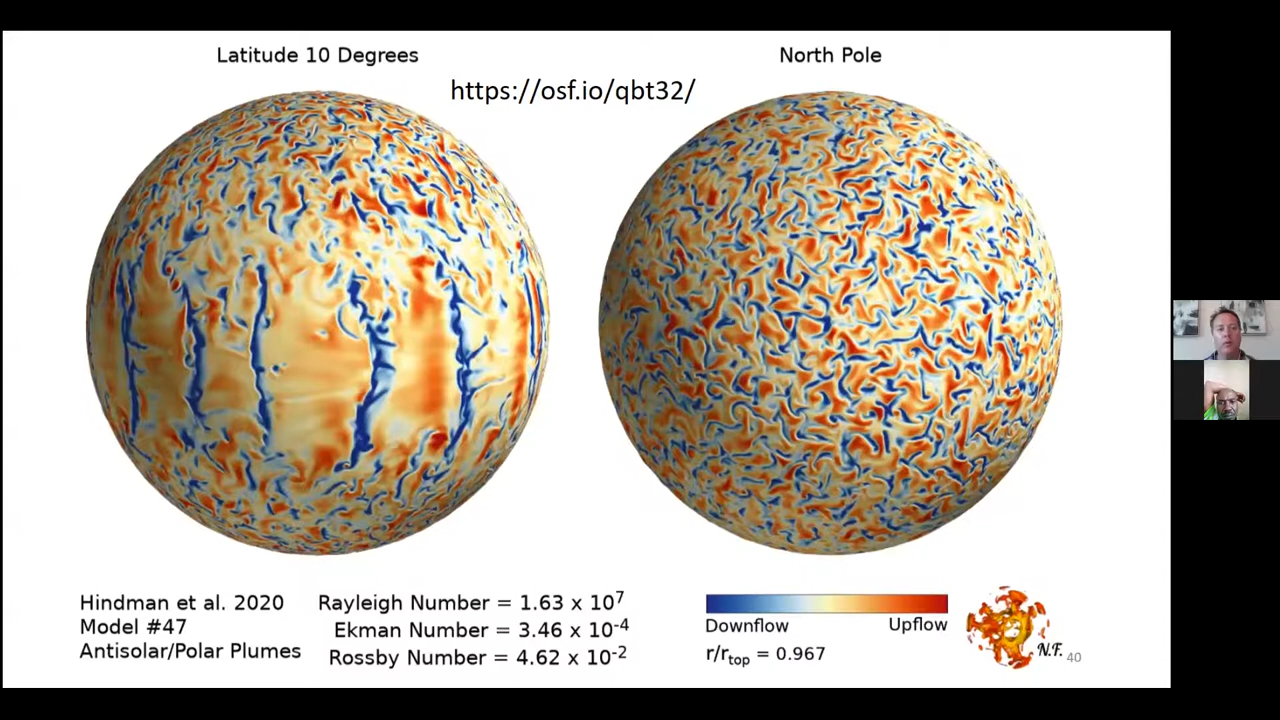 Latitude 10 Degrees
North Pole
https://osf.io/qbt32/
Hindman et al. 2020
Model #47
Antisolar/Polar Plumes
Rayleigh Number = 1.63 x 10⁷
Ekman Number = 3.46 x 10⁻⁴
Rossby Number = 4.62 x 10⁻²
Downflow
Upflow
r/rₜₒₚ = 0.967
N.F.
40